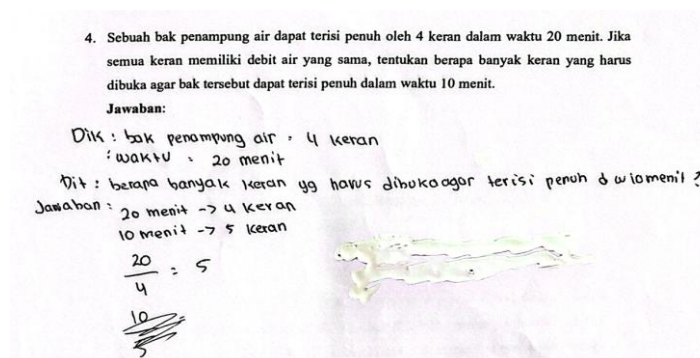 4. Sebuah bak penampung air dapat terisi penuh oleh 4 keran dalam waktu 20 menit. Jika
semua keran memiliki debit air yang sama, tentukan berapa banyak keran yang harus
dibuka agar bak tersebut dapat terisi penuh dalam waktu 10 menit.
Jawaban:
Dik : bak penampung air = 4 keran
: waktu = 20 menit
Dit : berapa banyak keran yg harus dibuka agar terisi penuh d w 10 menit ?
Jawaban :
20 menit -> 4 keran
10 menit -> 5 keran
20
4
= 5
10